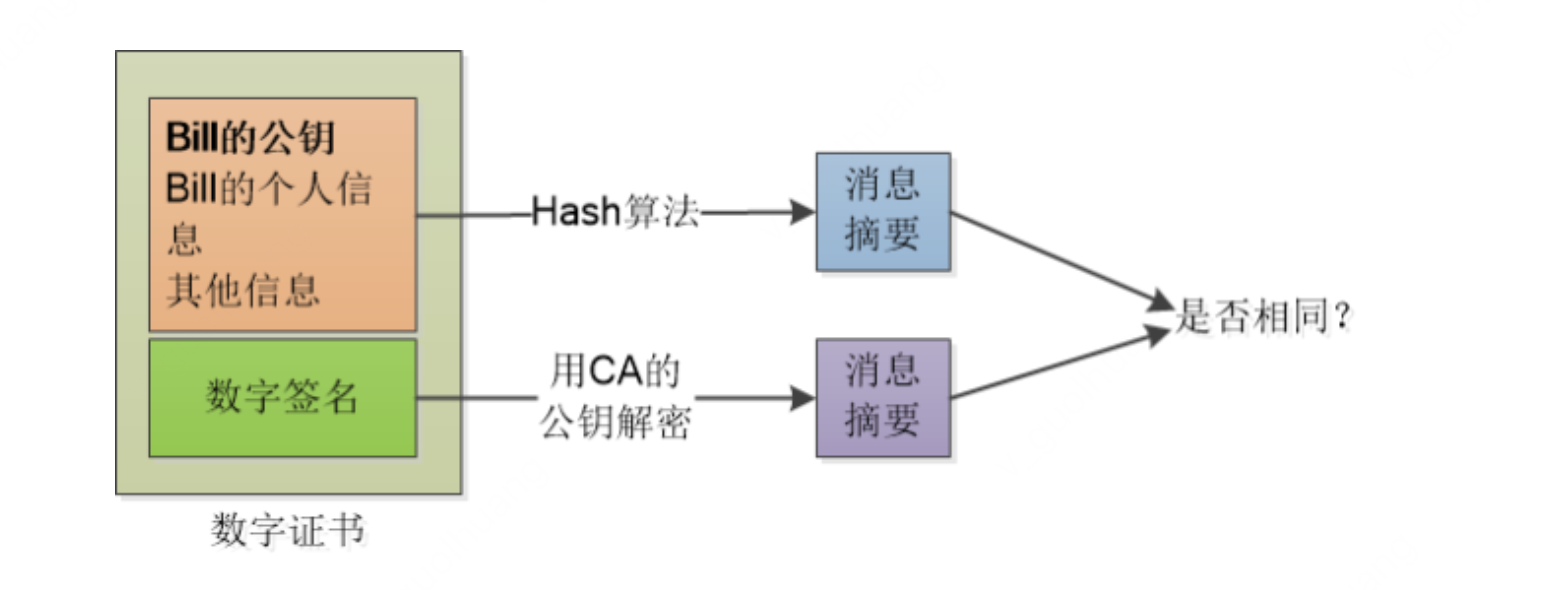 Bill的公钥
Bill的个人信
息
其他信息
数字签名
数字证书
Hash算法
用CA的
公钥解密
消息
摘要
消息
摘要
是否相同?